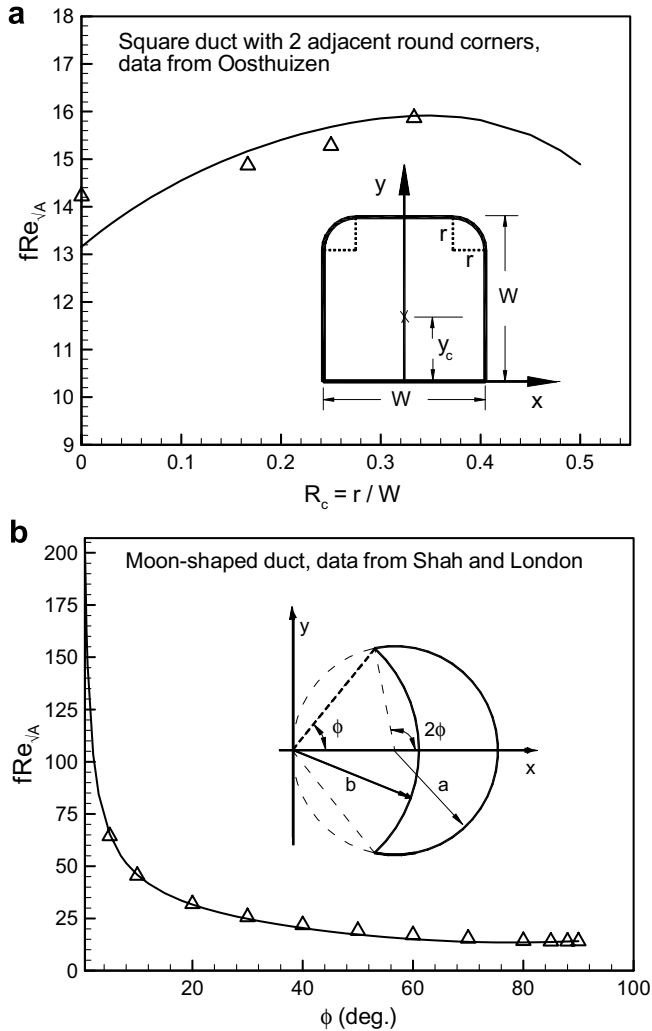 a
18
17
16
15
14
13
12
11
10
9
fRe√A
Square duct with 2 adjacent round corners,
data from Oosthuizen
y
r
r
W
y_c
W
x
0 0.1 0.2 0.3 0.4 0.5
R_c = r / W
b
200
175
150
125
100
75
50
25
0
fRe√A
Moon-shaped duct, data from Shah and London
y
φ
2φ
b
a
x
20 40 60 80 100
φ (deg.)